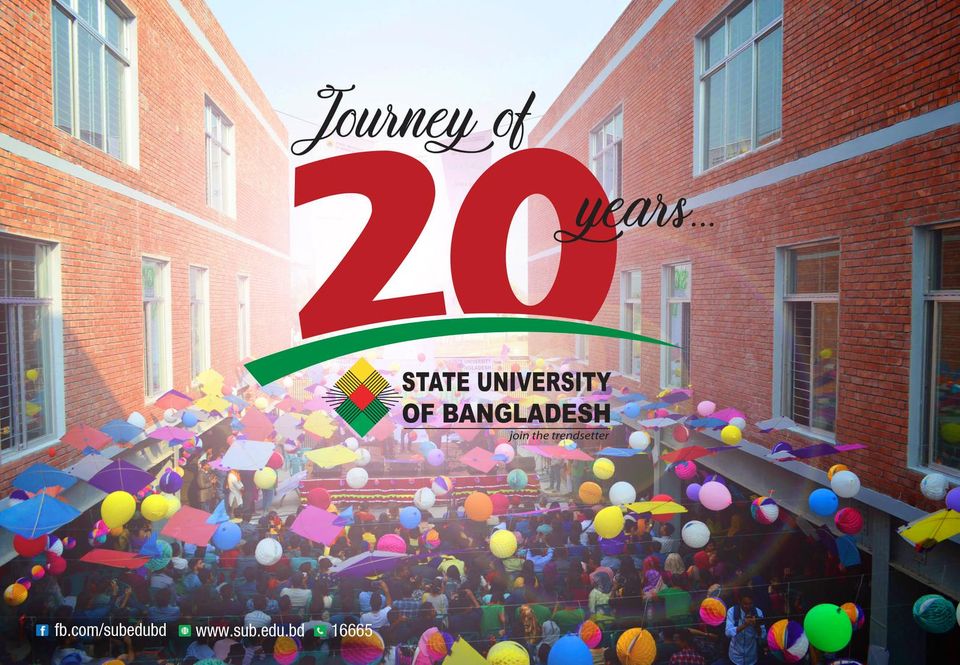 Journey of
20
years...
STATE UNIVERSITY
OF BANGLADESH
join the trendsetter
fb.com/subedubd www.sub.edu.bd 16665